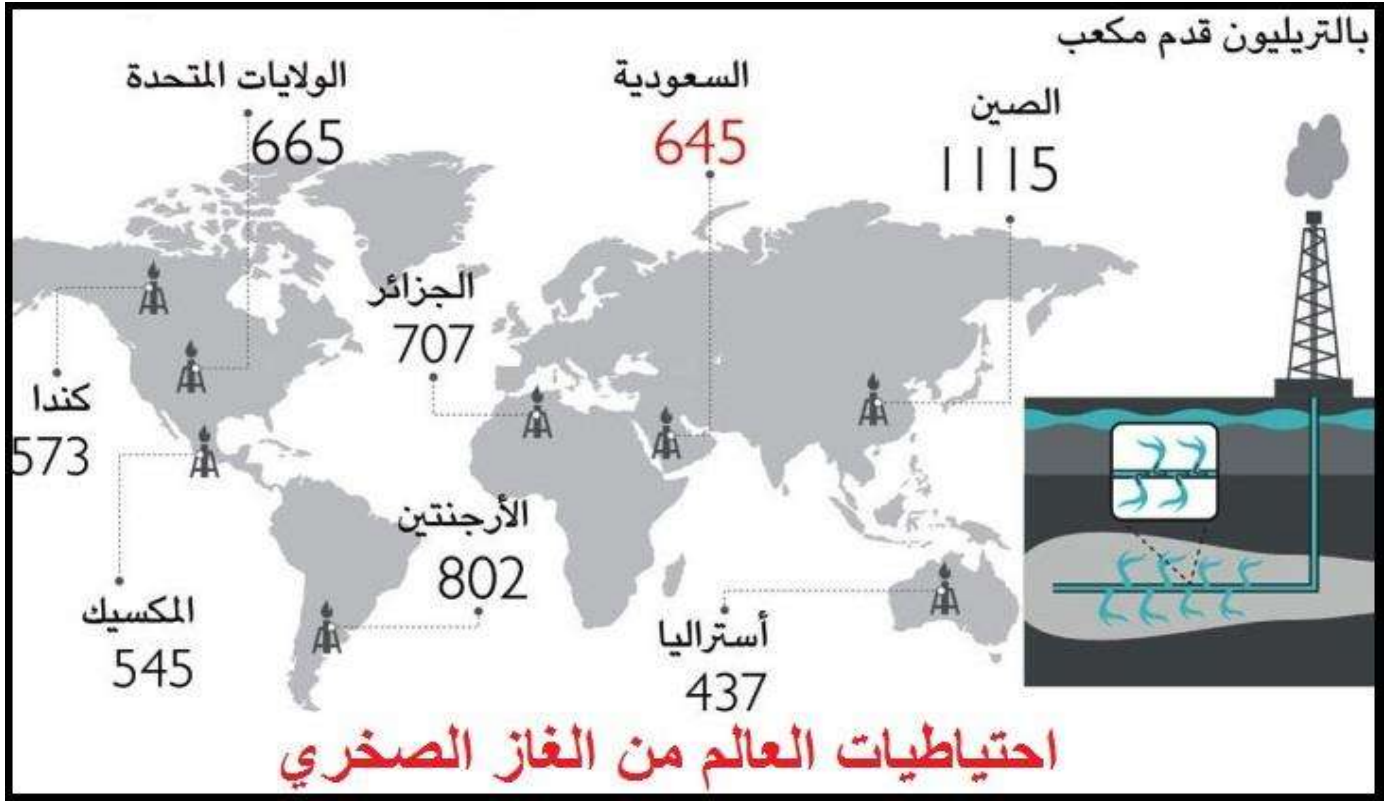 بالتريليون قدم مكعب
الصين
1115
السعودية
645
الولايات المتحدة
665
الجزائر
707
كندا
573
الأرجنتين
802
المكسيك
545
أستراليا
437
احتياطيات العالم من الغاز الصخري